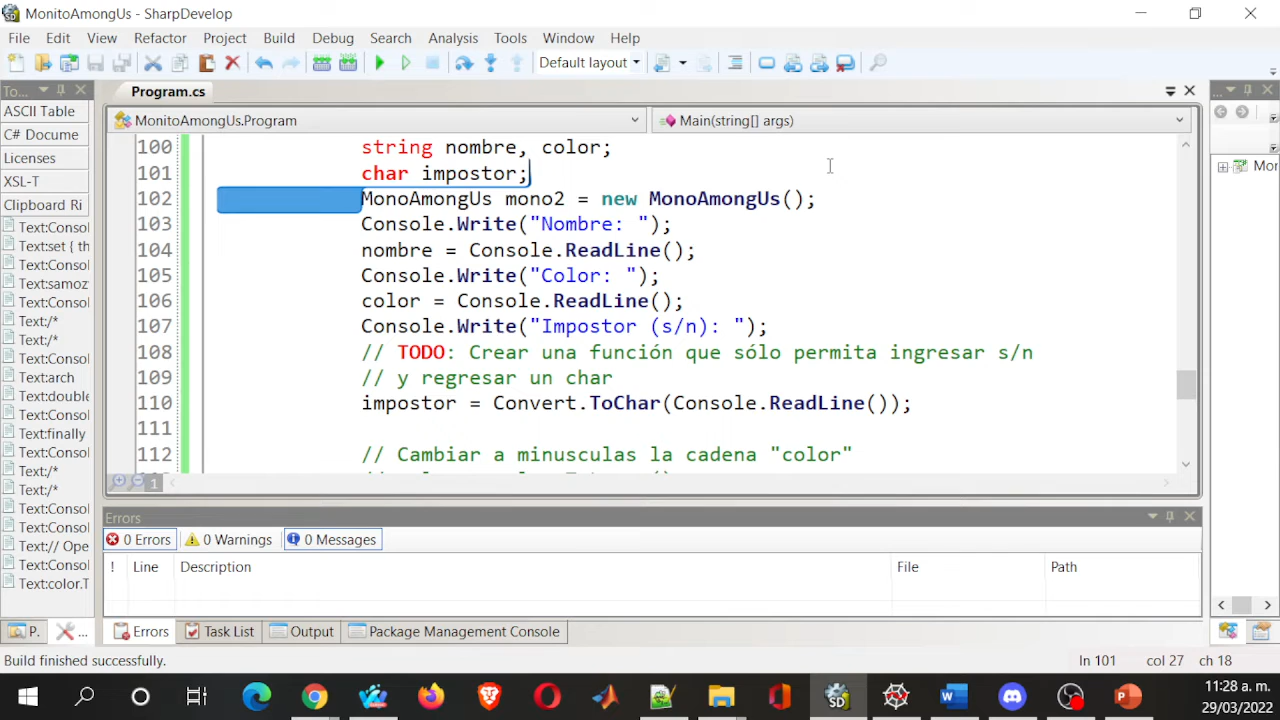 MonitoAmongUs - SharpDevelop
File Edit View Refactor Project Build Debug Search Analysis Tools Window Help
Default layout
To...
Program.cs
...
ASCII Table
C# Docume
Licenses
XSL-T
Clipboard Ri
Text:Consol
Text:set { th
Text:Consol
Text:samoz
Text:Consol
Text:/*
Text:/*
Text:Consol
Text:arch
Text:double
Text:Consol
Text:finally
Text:Consol
Text:/*
Text:/*
Text:Consol
Text:Consol
Text:// Ope
Text:Consol
Text:color.T
P.
...
MonitoAmongUs.Program
Main(string[] args)
100 string nombre, color;
101 char impostor;
102 MonoAmongUs mono2 = new MonoAmongUs();
103 Console.Write("Nombre: ");
104 nombre = Console.ReadLine();
105 Console.Write("Color: ");
106 color = Console.ReadLine();
107 Console.Write("Impostor (s/n): ");
108 // TODO: Crear una función que sólo permita ingresar s/n
109 // y regresar un char
110 impostor = Convert.ToChar(Console.ReadLine());
111
112 // Cambiar a minusculas la cadena "color"
1
Mon
Errors
0 Errors 0 Warnings 0 Messages
! Line Description File Path
Errors Task List Output Package Management Console
Build finished successfully.
ln 101 col 27 ch 18
11:28 a. m.
29/03/2022